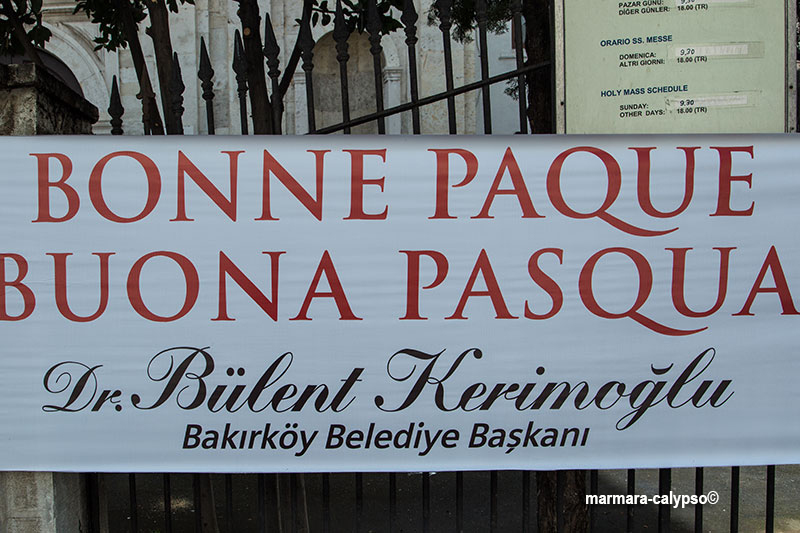 PAZAR GÜNÜ:
DİĞER GÜNLER: 18.00 (TR)
ORARIO SS. MESSE
DOMENICA: 9,30
ALTRI GIORNI: 18.00 (TR)
HOLY MASS SCHEDULE
SUNDAY: 9,30
OTHER DAYS: 18.00 (TR)
BONNE PAQUE
BUONA PASQUA
Dr. Bülent Kerimoğlu
Bakırköy Belediye Başkanı
marmara-calypso©